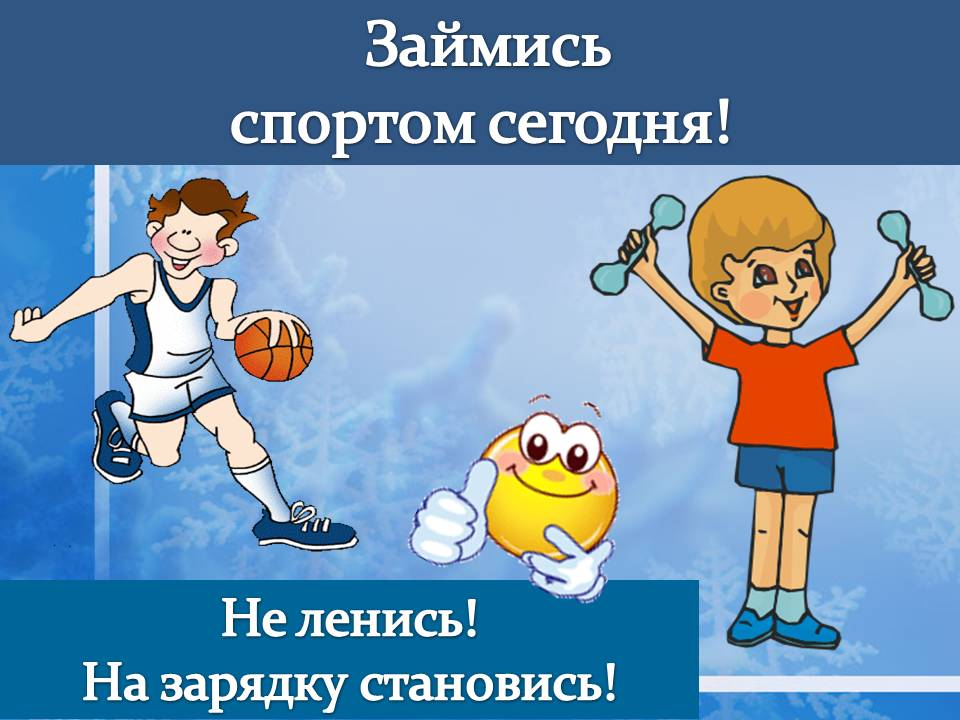 Займись
спортом сегодня!
Не ленись!
На зарядку становись!